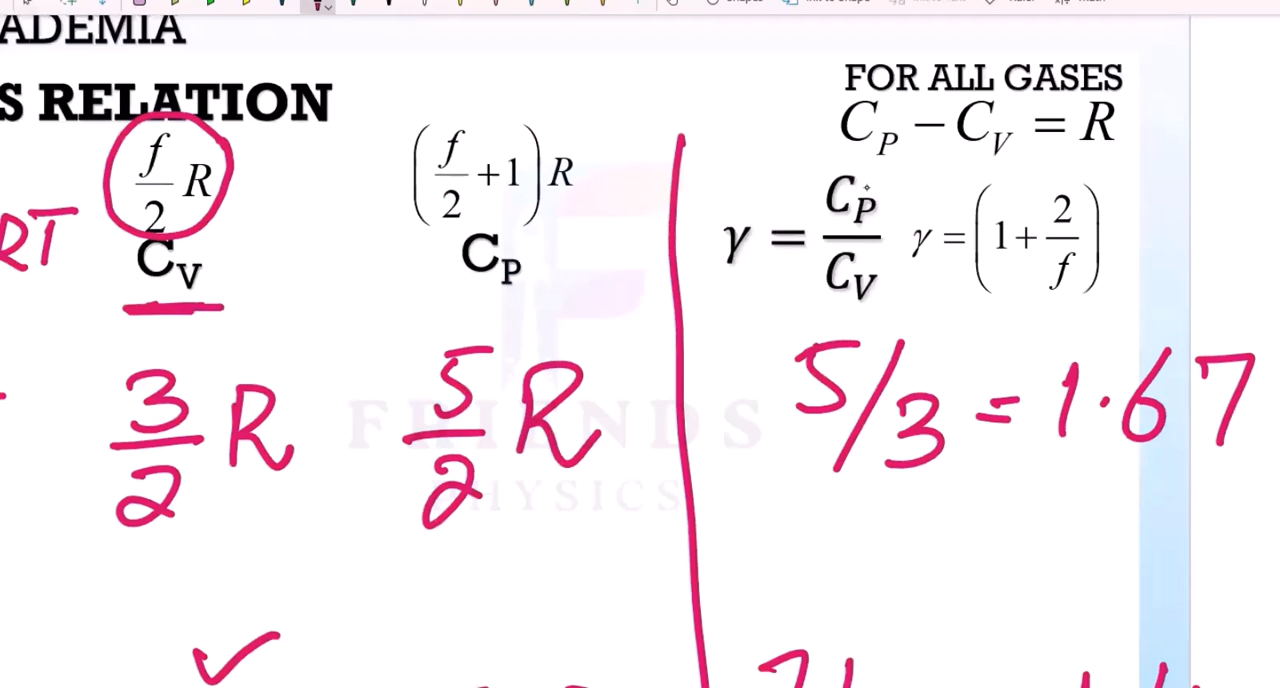 ADEMIA
S RELATION
FOR ALL GASES
C_P − C_V = R
f/2 R
(f/2 + 1) R
γ = C_P/C_V γ = (1 + 2/f)
RT
C_V
C_P
3/2 R 5/2 R 5/3 = 1.67
FRIENDS
PHYSICS